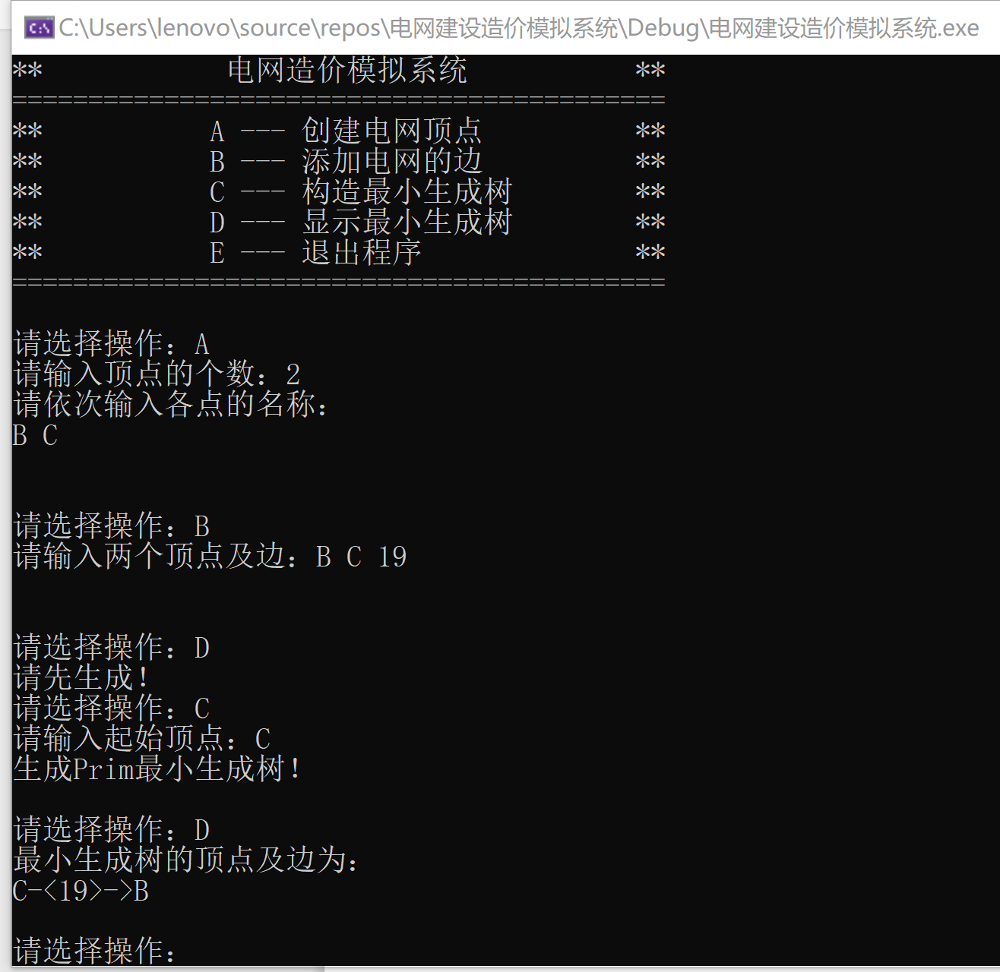 C:\Users\lenovo\source\repos\电网建设造价模拟系统\Debug\电网建设造价模拟系统.exe
** 电网造价模拟系统 **
===========================================
** A --- 创建电网顶点 **
** B --- 添加电网的边 **
** C --- 构造最小生成树 **
** D --- 显示最小生成树 **
** E --- 退出程序 **
===========================================
请选择操作：A
请输入顶点的个数：2
请依次输入各点的名称：
B C
请选择操作：B
请输入两个顶点及边：B C 19
请选择操作：D
请先生成！
请选择操作：C
请输入起始顶点：C
生成Prim最小生成树！
请选择操作：D
最小生成树的顶点及边为：
C-<19>->B
请选择操作：